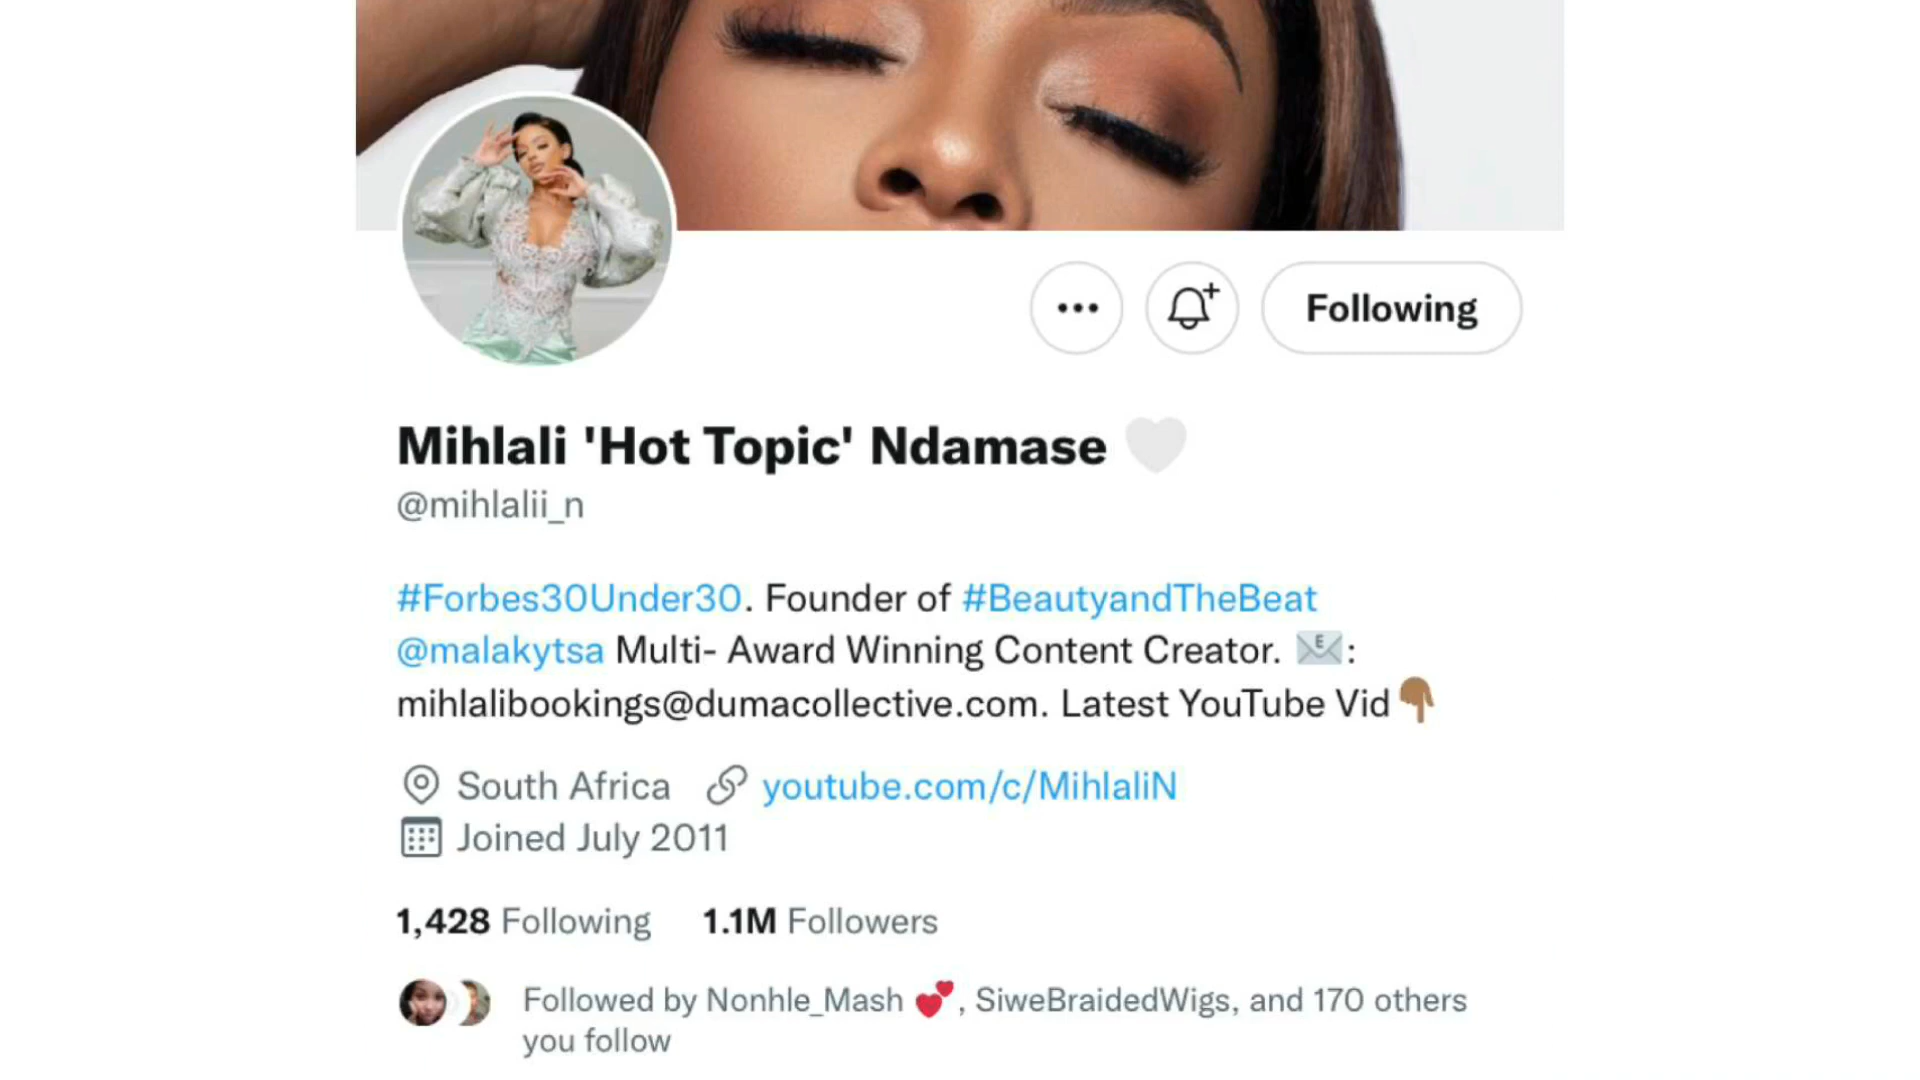 Following
Mihlali 'Hot Topic' Ndamase 🤍
@mihlalii_n
#Forbes30Under30. Founder of #BeautyandTheBeat
@malakytsa Multi- Award Winning Content Creator. 📧:
mihlalibookings@dumacollective.com. Latest YouTube Vid👇🏾
South Africa youtube.com/c/MihlaliN
Joined July 2011
1,428 Following 1.1M Followers
Followed by Nonhle_Mash 💕, SiweBraidedWigs, and 170 others
you follow